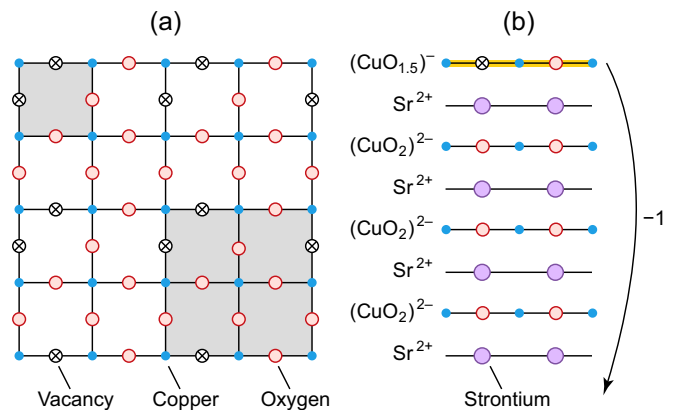 (a)
(b)
(CuO₁.₅)⁻
Sr²⁺
(CuO₂)²⁻
Sr²⁺
(CuO₂)²⁻
Sr²⁺
(CuO₂)²⁻
Sr²⁺
−1
Vacancy Copper Oxygen Strontium